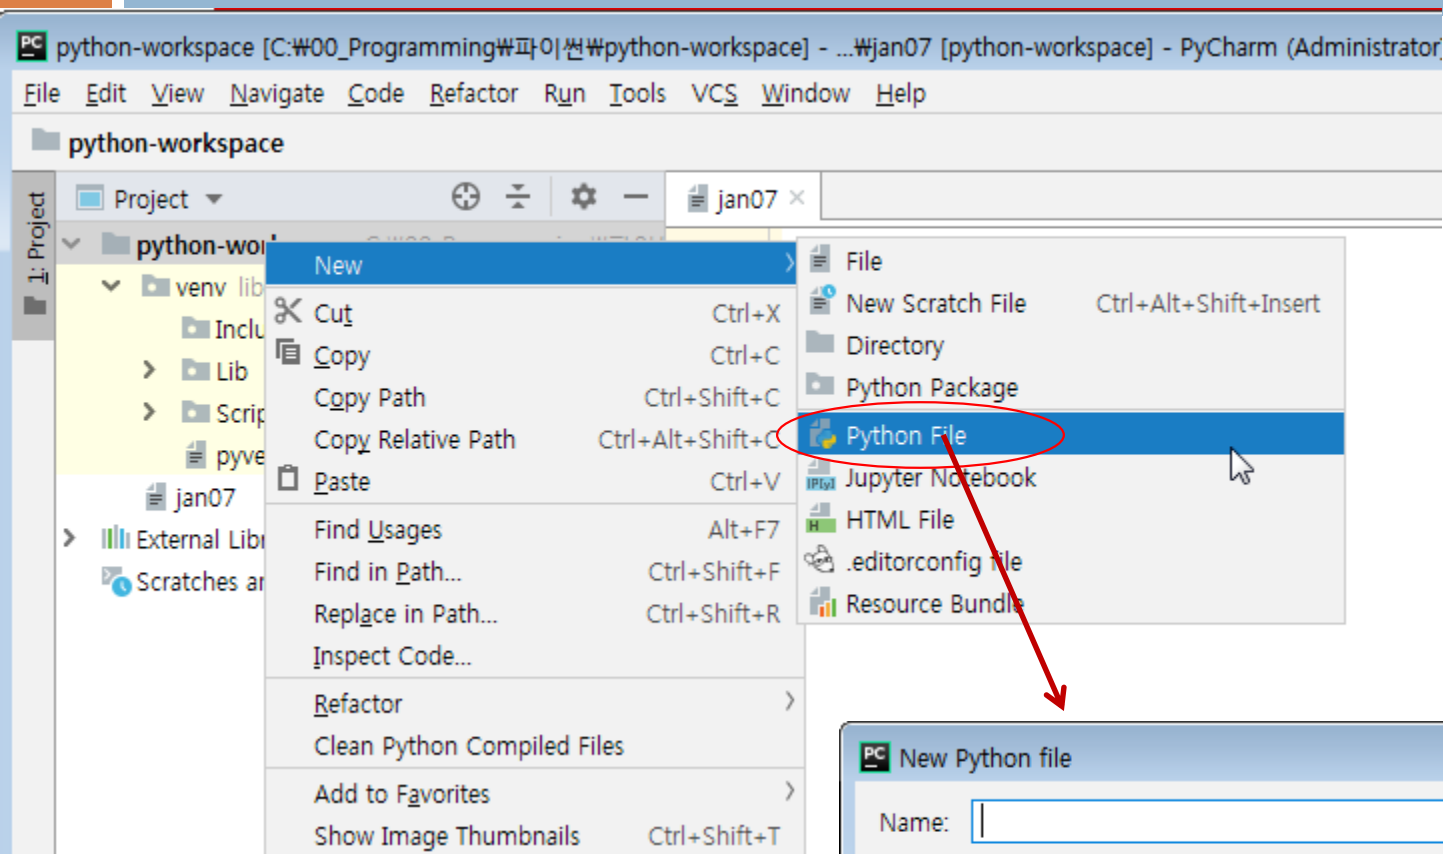 PC python-workspace [C:₩00_Programming₩파이썬₩python-workspace] - ...₩jan07 [python-workspace] - PyCharm (Administrator)
File Edit View Navigate Code Refactor Run Tools VCS Window Help
python-workspace
1: Project
Project
jan07
python-wor
venv lib
Inclu
Lib
Scrip
pyve
jan07
External Libr
Scratches ar
New
Cut Ctrl+X
Copy Ctrl+C
Copy Path Ctrl+Shift+C
Copy Relative Path Ctrl+Alt+Shift+C
Paste Ctrl+V
Find Usages Alt+F7
Find in Path... Ctrl+Shift+F
Replace in Path... Ctrl+Shift+R
Inspect Code...
Refactor
Clean Python Compiled Files
Add to Favorites
Show Image Thumbnails Ctrl+Shift+T
File
New Scratch File Ctrl+Alt+Shift+Insert
Directory
Python Package
Python File
IP[y] Jupyter Notebook
H HTML File
.editorconfig file
Resource Bundle
PC New Python file
Name: